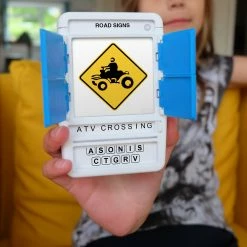 ROAD SIGNS
ATV CROSSING
ASONIS
CTGRV